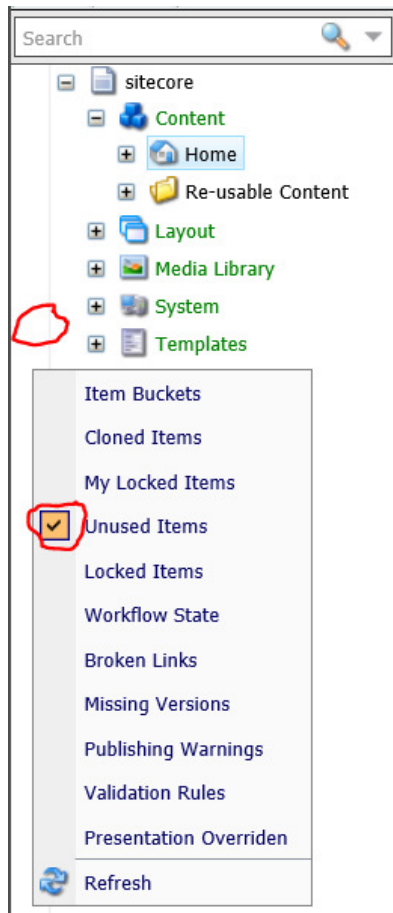 Search
sitecore
Content
Home
Re-usable Content
Layout
Media Library
System
Templates
Item Buckets
Cloned Items
My Locked Items
Unused Items
Locked Items
Workflow State
Broken Links
Missing Versions
Publishing Warnings
Validation Rules
Presentation Overriden
Refresh